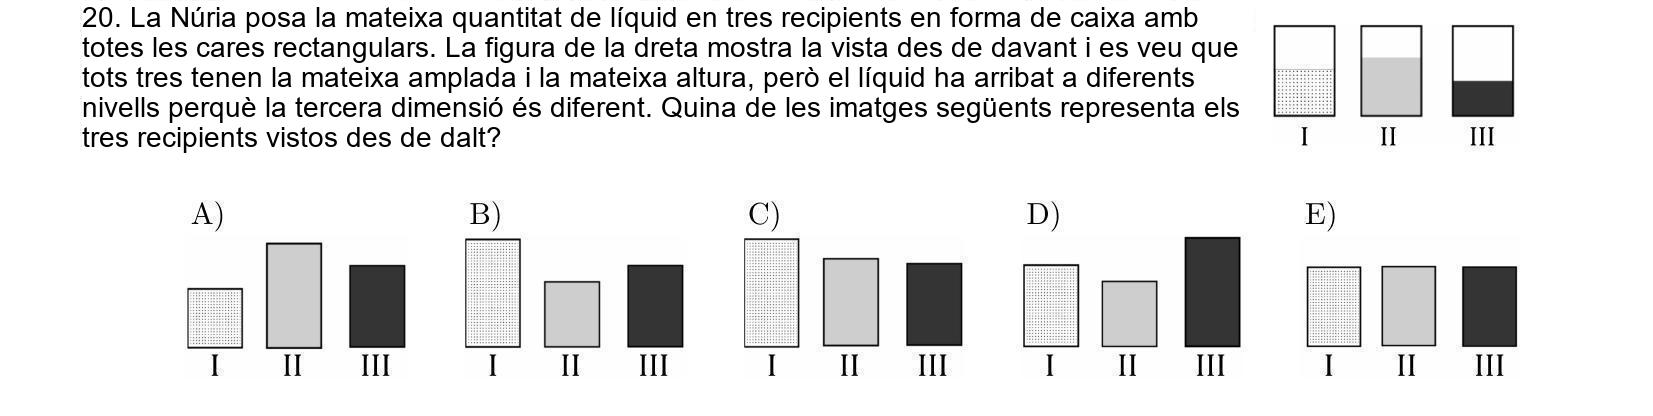 20. La Núria posa la mateixa quantitat de líquid en tres recipients en forma de caixa amb
totes les cares rectangulars. La figura de la dreta mostra la vista des de davant i es veu que
tots tres tenen la mateixa amplada i la mateixa altura, però el líquid ha arribat a diferents
nivells perquè la tercera dimensió és diferent. Quina de les imatges següents representa els
tres recipients vistos des de dalt?
I II III
A) B) C) D) E)
I II III I II III I II III I II III I II III